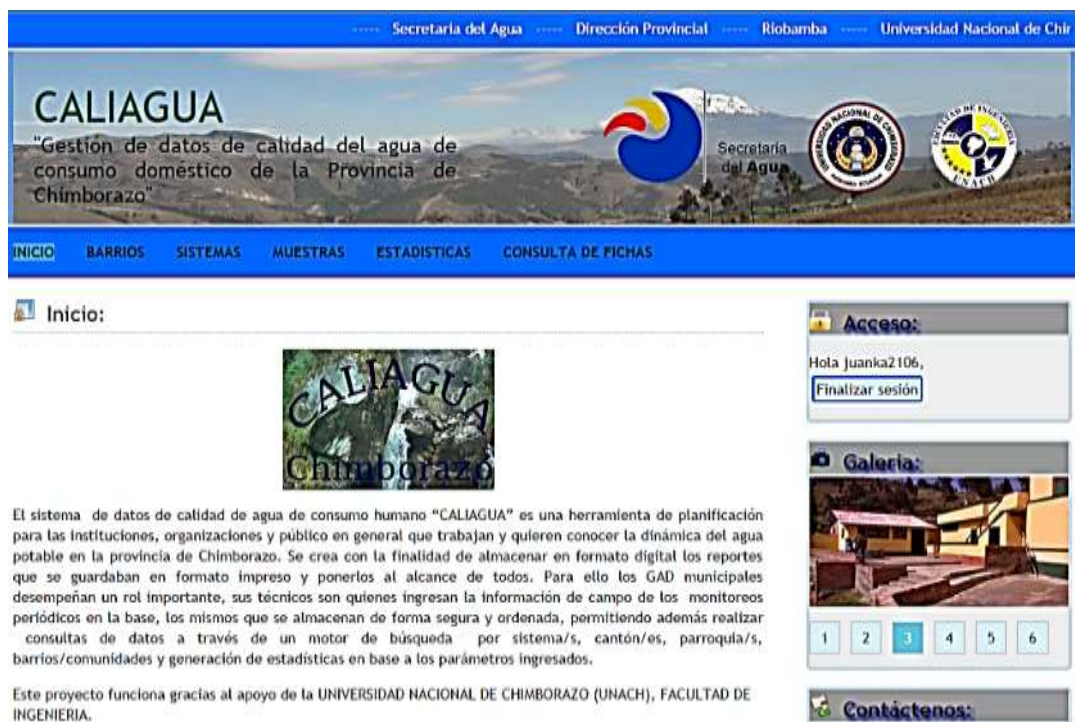 ----- Secretaria del Agua ----- Dirección Provincial ----- Riobamba ----- Universidad Nacional de Chir
CALIAGUA
"Gestión de datos de calidad del agua de
consumo doméstico de la Provincia de
Chimborazo"
Secretaría
del Agua
UNIVERSIDAD NACIONAL DE CHIMBORAZO
FACULTAD DE INGENIERIA
UNACH
INICIO BARRIOS SISTEMAS MUESTRAS ESTADISTICAS CONSULTA DE FICHAS
Inicio:
CALIAGUA
Chimborazo
El sistema de datos de calidad de agua de consumo humano "CALIAGUA" es una herramienta de planificación
para las instituciones, organizaciones y público en general que trabajan y quieren conocer la dinámica del agua
potable en la provincia de Chimborazo. Se crea con la finalidad de almacenar en formato digital los reportes
que se guardaban en formato impreso y ponerlos al alcance de todos. Para ello los GAD municipales
desempeñan un rol importante, sus técnicos son quienes ingresan la información de campo de los monitoreos
periódicos en la base, los mismos que se almacenan de forma segura y ordenada, permitiendo además realizar
consultas de datos a través de un motor de búsqueda por sistema/s, cantón/es, parroquia/s,
barrios/comunidades y generación de estadísticas en base a los parámetros ingresados.
Este proyecto funciona gracias al apoyo de la UNIVERSIDAD NACIONAL DE CHIMBORAZO (UNACH), FACULTAD DE
INGENIERIA.
Acceso:
Hola juanka2106,
Finalizar sesión
Galeria:
1 2 3 4 5 6
Contáctenos: